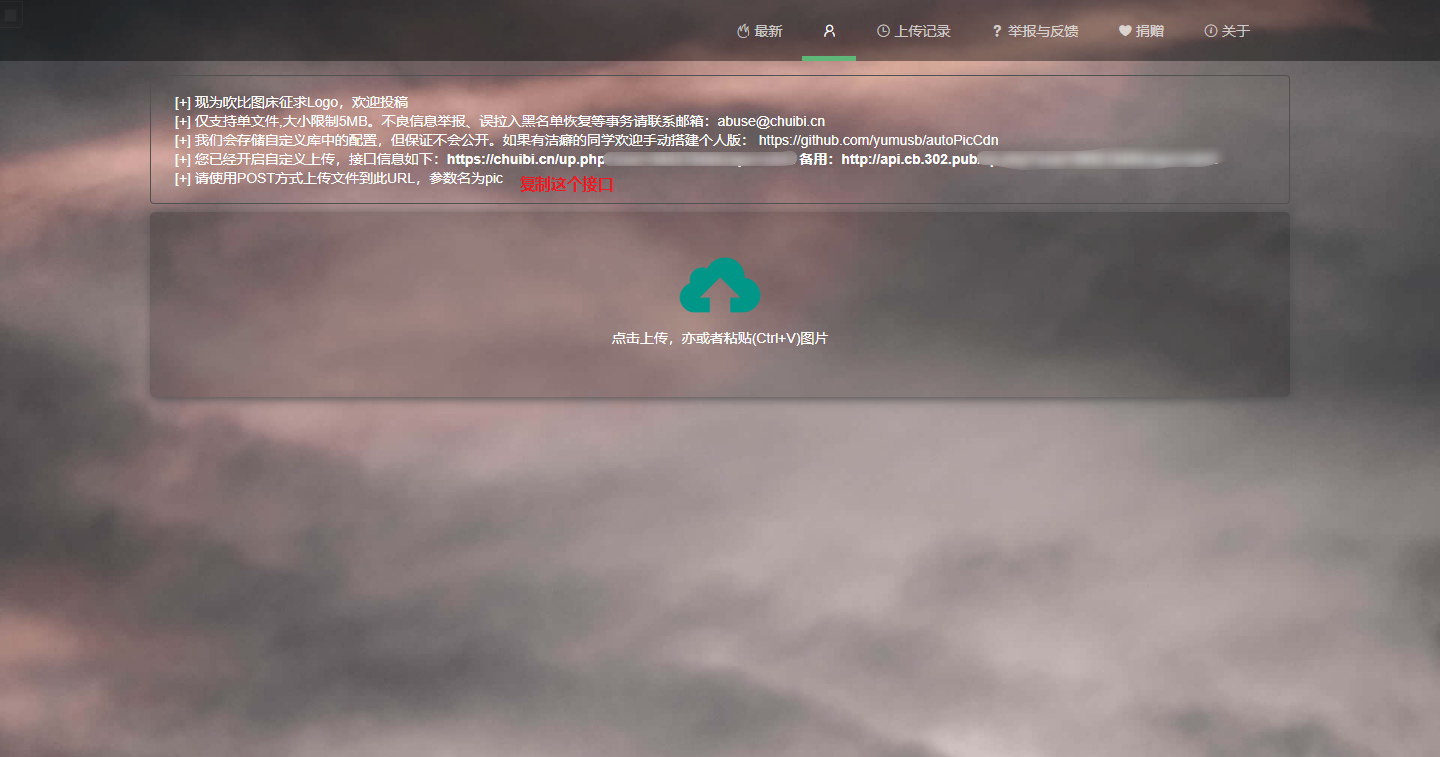 最新
上传记录
? 举报与反馈
捐赠
关于
[+] 现为吹比图床征求Logo，欢迎投稿
[+] 仅支持单文件,大小限制5MB。不良信息举报、误拉入黑名单恢复等事务请联系邮箱：abuse@chuibi.cn
[+] 我们会存储自定义库中的配置，但保证不会公开。如果有洁癖的同学欢迎手动搭建个人版： https://github.com/yumusb/autoPicCdn
[+] 您已经开启自定义上传，接口信息如下：https://chuibi.cn/up.php 备用：http://api.cb.302.pub/
[+] 请使用POST方式上传文件到此URL，参数名为pic
复制这个接口
点击上传，亦或者粘贴(Ctrl+V)图片